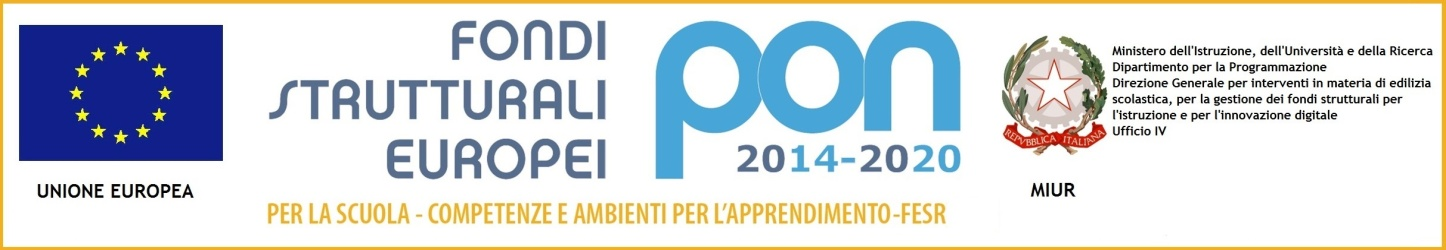 UNIONE EUROPEA
FONDI
STRUTTURALI
EUROPEI
pon
2014-2020
PER LA SCUOLA - COMPETENZE E AMBIENTI PER L'APPRENDIMENTO-FESR
REPVBBLICA ITALIANA
MIUR
Ministero dell'Istruzione, dell'Università e della Ricerca
Dipartimento per la Programmazione
Direzione Generale per interventi in materia di edilizia
scolastica, per la gestione dei fondi strutturali per
l'istruzione e per l'innovazione digitale
Ufficio IV